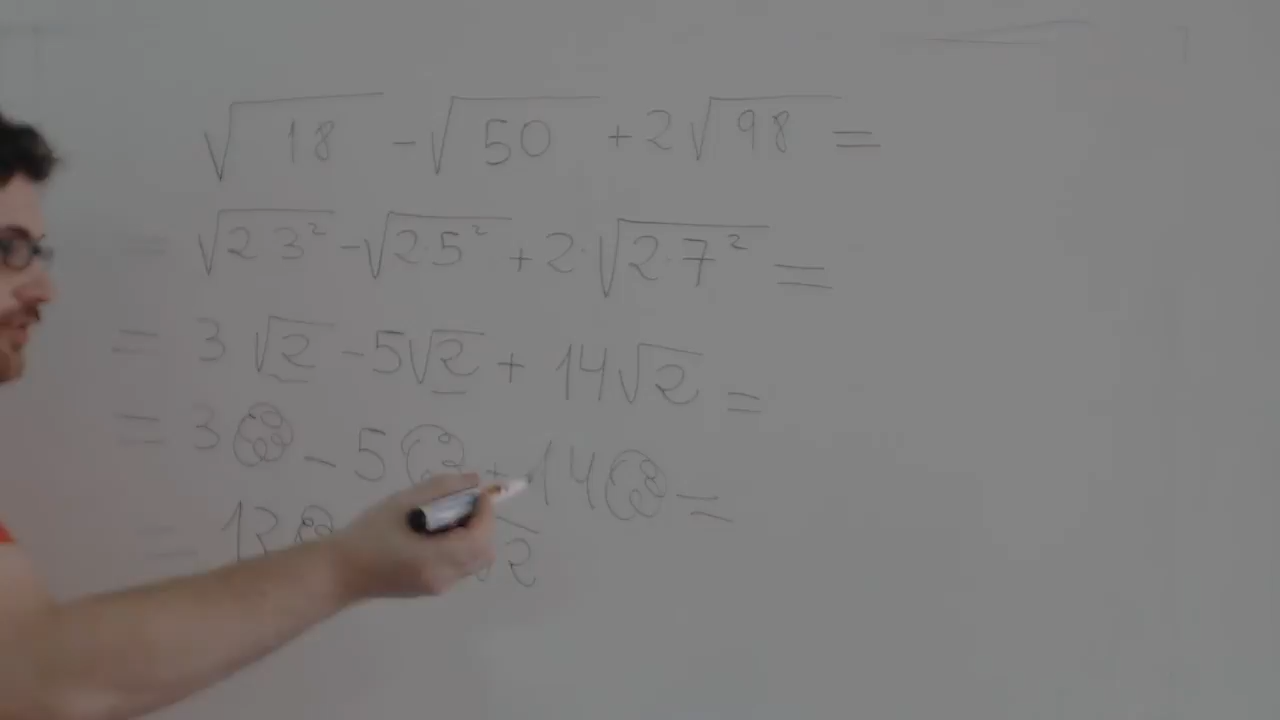 √18 - √50 + 2√98 =
= √2·3² - √2·5² + 2·√2·7² =
= 3√2 - 5√2 + 14√2 =
= 3 - 5 + 14 =
= 12 √2